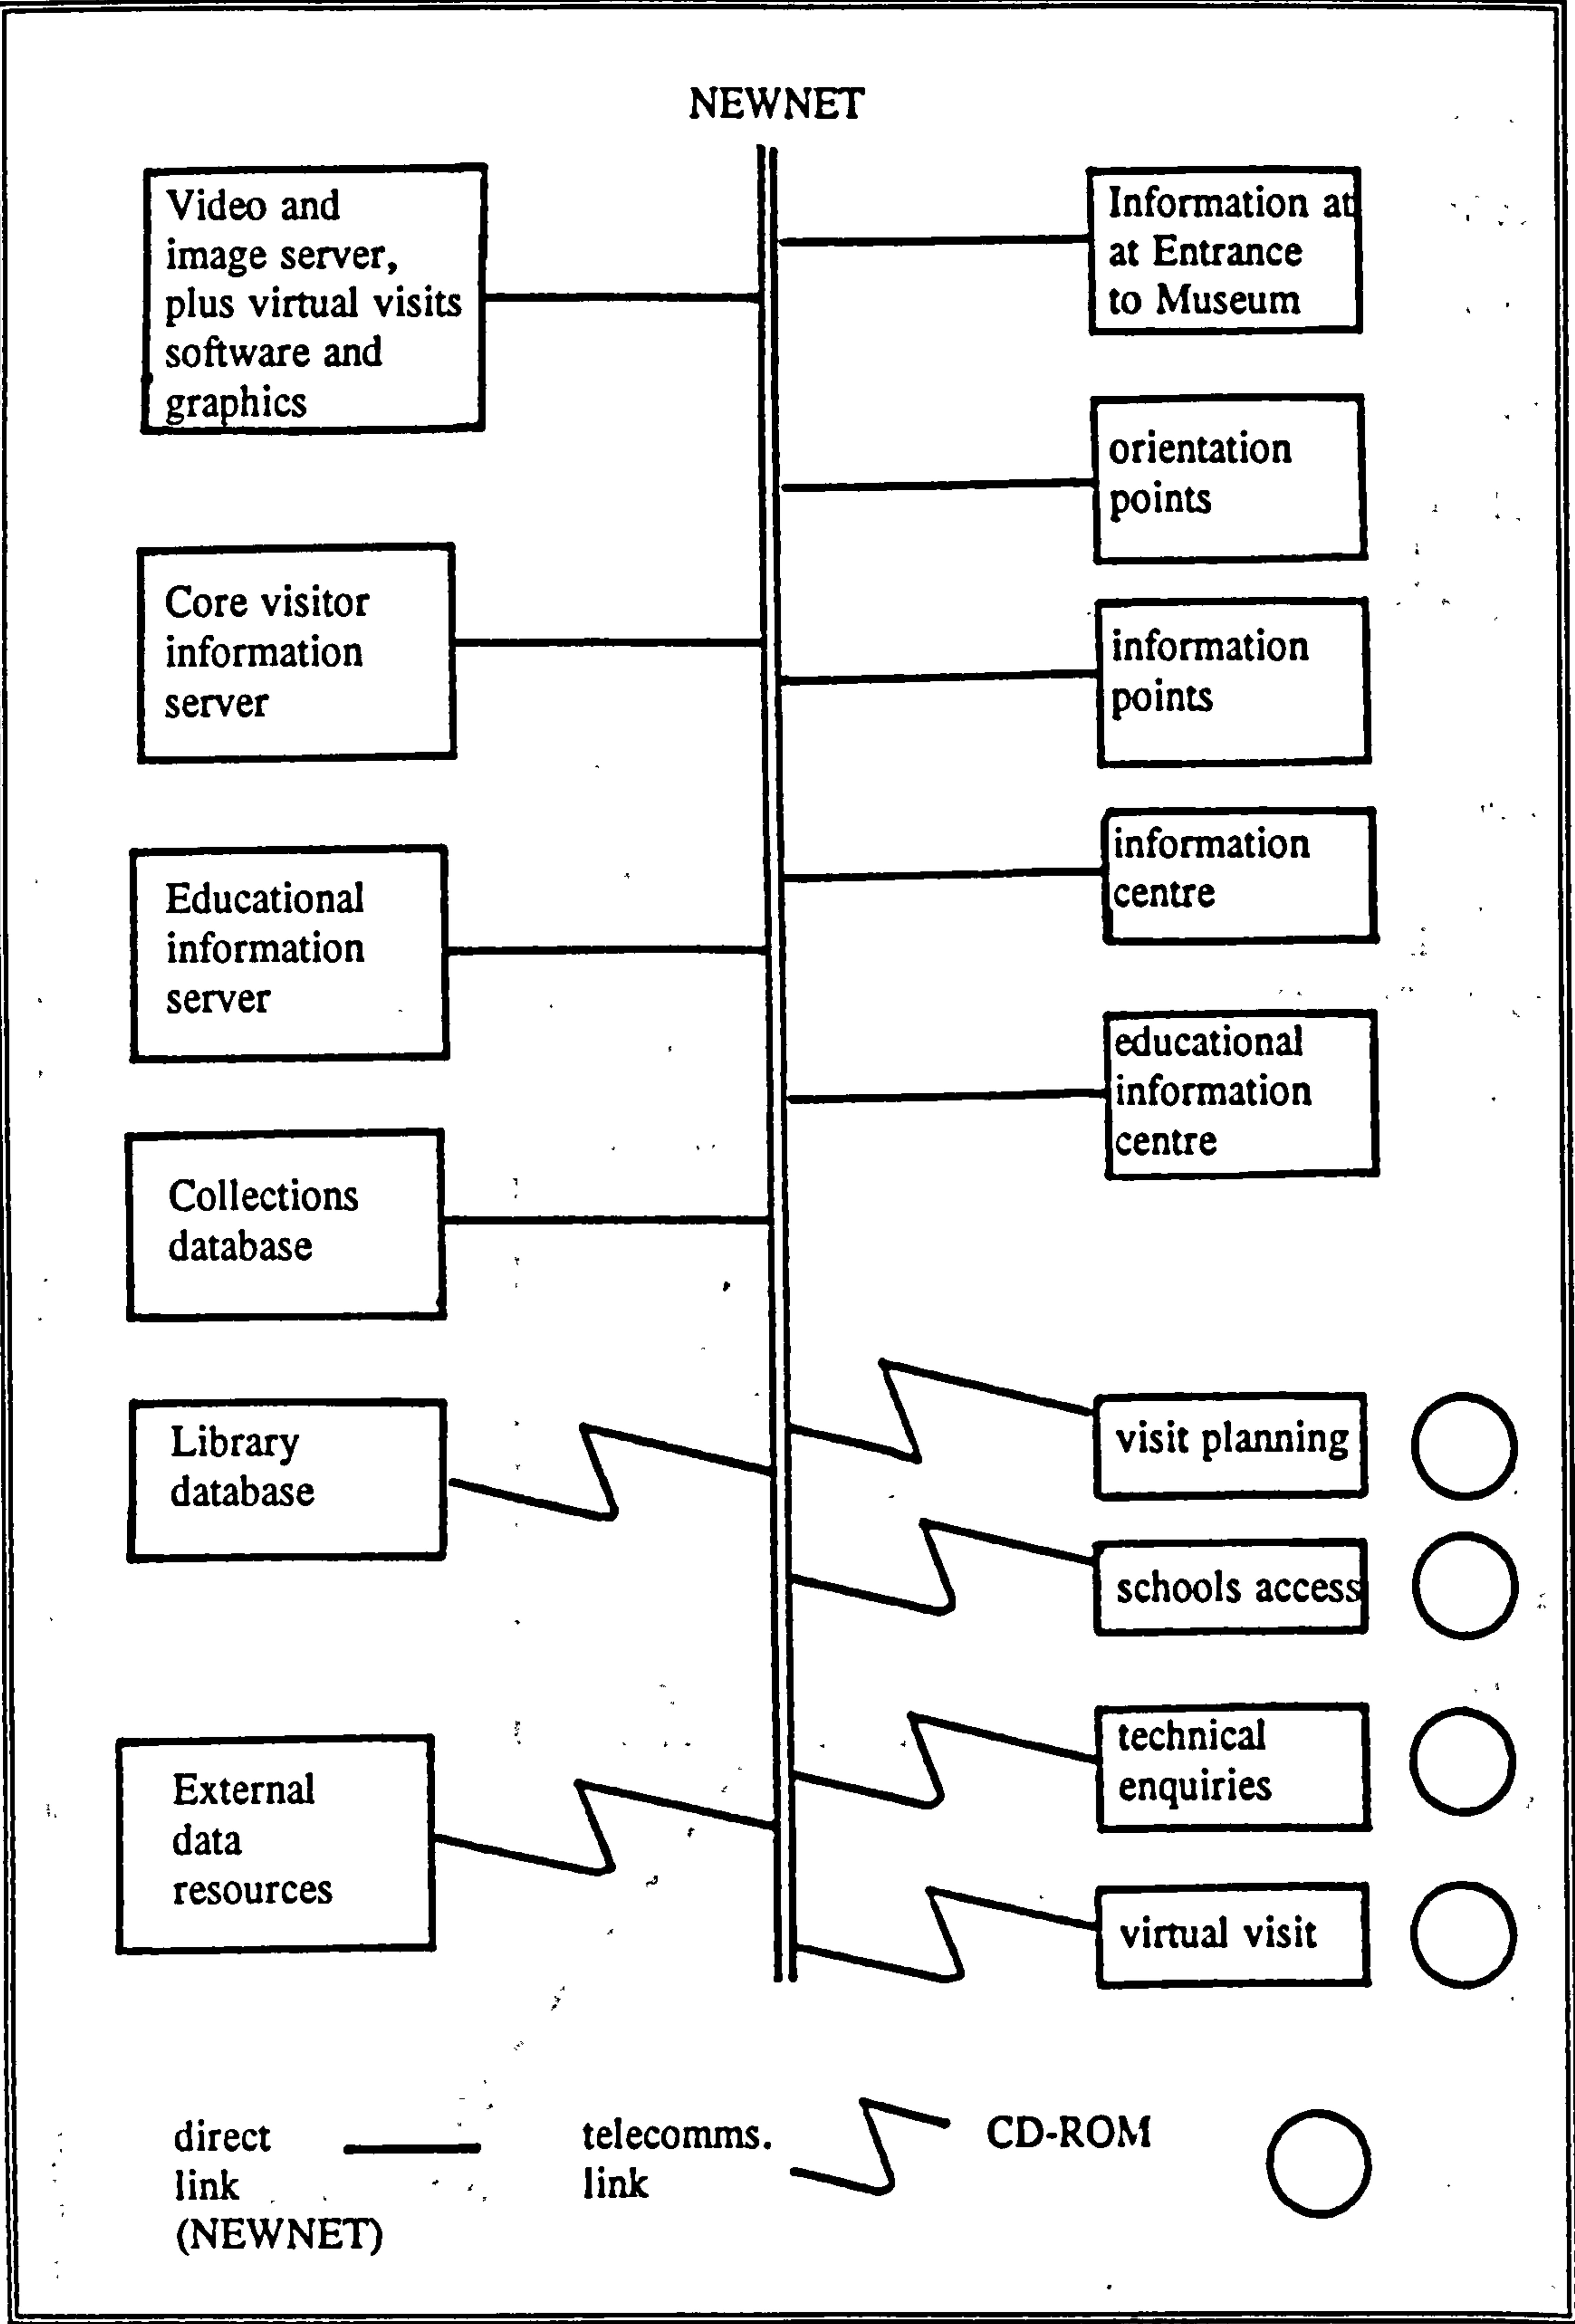 NEWNET
Video and
image server,
plus virtual visits
software and
graphics
Core visitor
information
server
Educational
information
server
Collections
database
Library
database
External
data
resources
Information at
at Entrance
to Museum
orientation
points
information
points
information
centre
educational
information
centre
visit planning
schools access
technical
enquiries
virtual visit
direct
link
(NEWNET)
telecomms.
link
CD-ROM